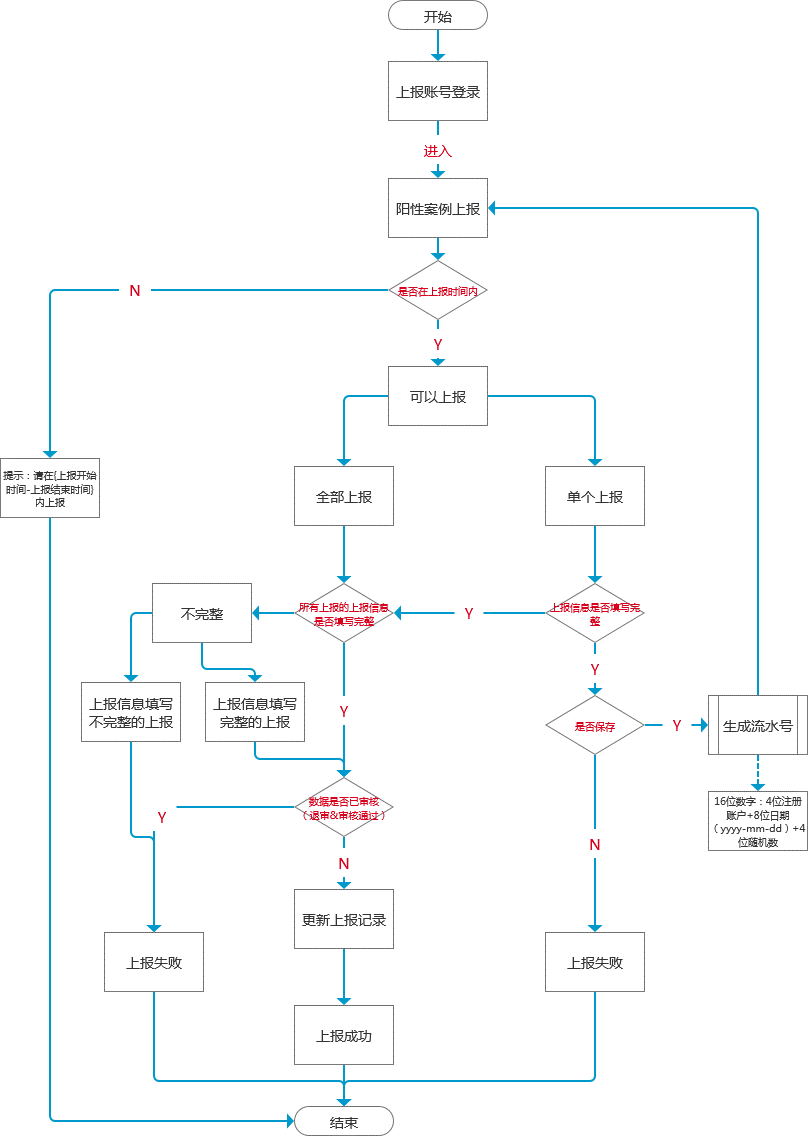 开始
上报账号登录
进入
阳性案例上报
是否在上报时间内
N
Y
可以上报
提示：请在{上报开始
时间-上报结束时间}
内上报
全部上报
单个上报
不完整
所有上报的上报信息
是否填写完整
Y
上报信息是否填写完
整
Y
上报信息填写
不完整的上报
上报信息填写
完整的上报
Y
是否保存
Y
生成流水号
数据是否已审核
（退审&审核通过）
Y
16位数字：4位注册
账户+8位日期
（yyyy-mm-dd）+4
位随机数
N
N
更新上报记录
上报失败
上报失败
上报成功
结束